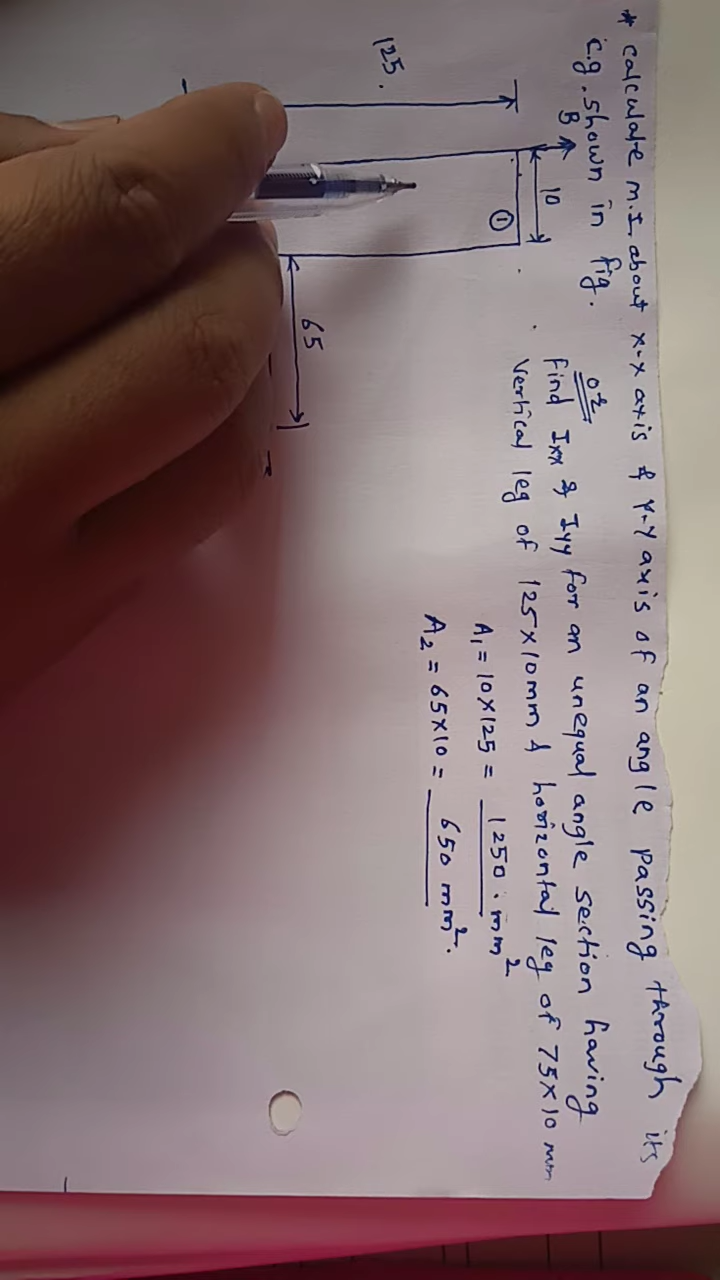 * Calculate M.I about x-x axis & Y-Y axis of an angle passing through its
c.g. shown in fig.
or
Find Ixx & Iyy for an unequal angle section having
vertical leg of 125 x 10mm & horizontal leg of 75 x 10 mm
B
10
①
125.
65
A₁ = 10 X 125 = 1250 . mm²
A₂ = 65 X 10 = 650 mm².